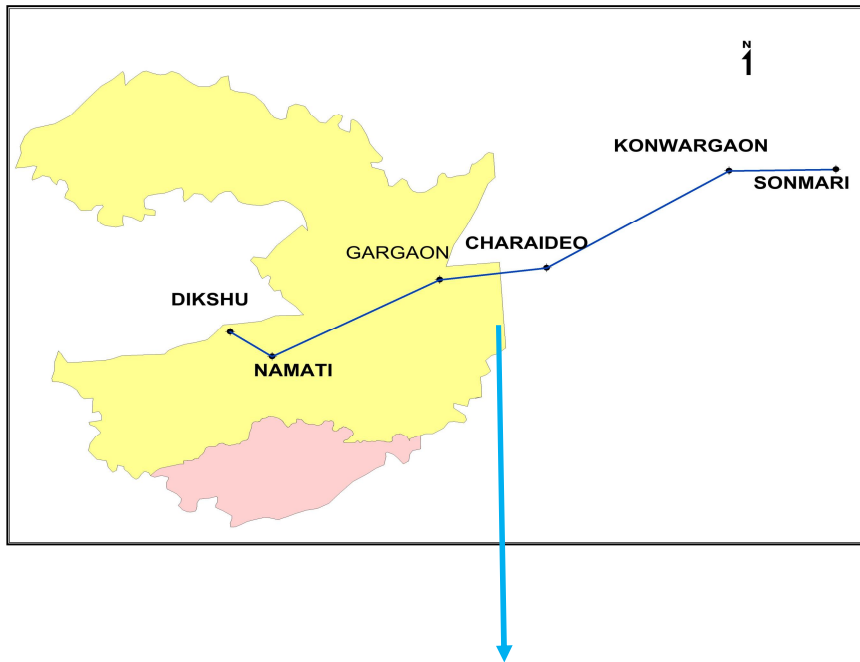 N
KONWARGAON
SONMARI
CHARAIDEO
GARGAON
DIKSHU
NAMATI